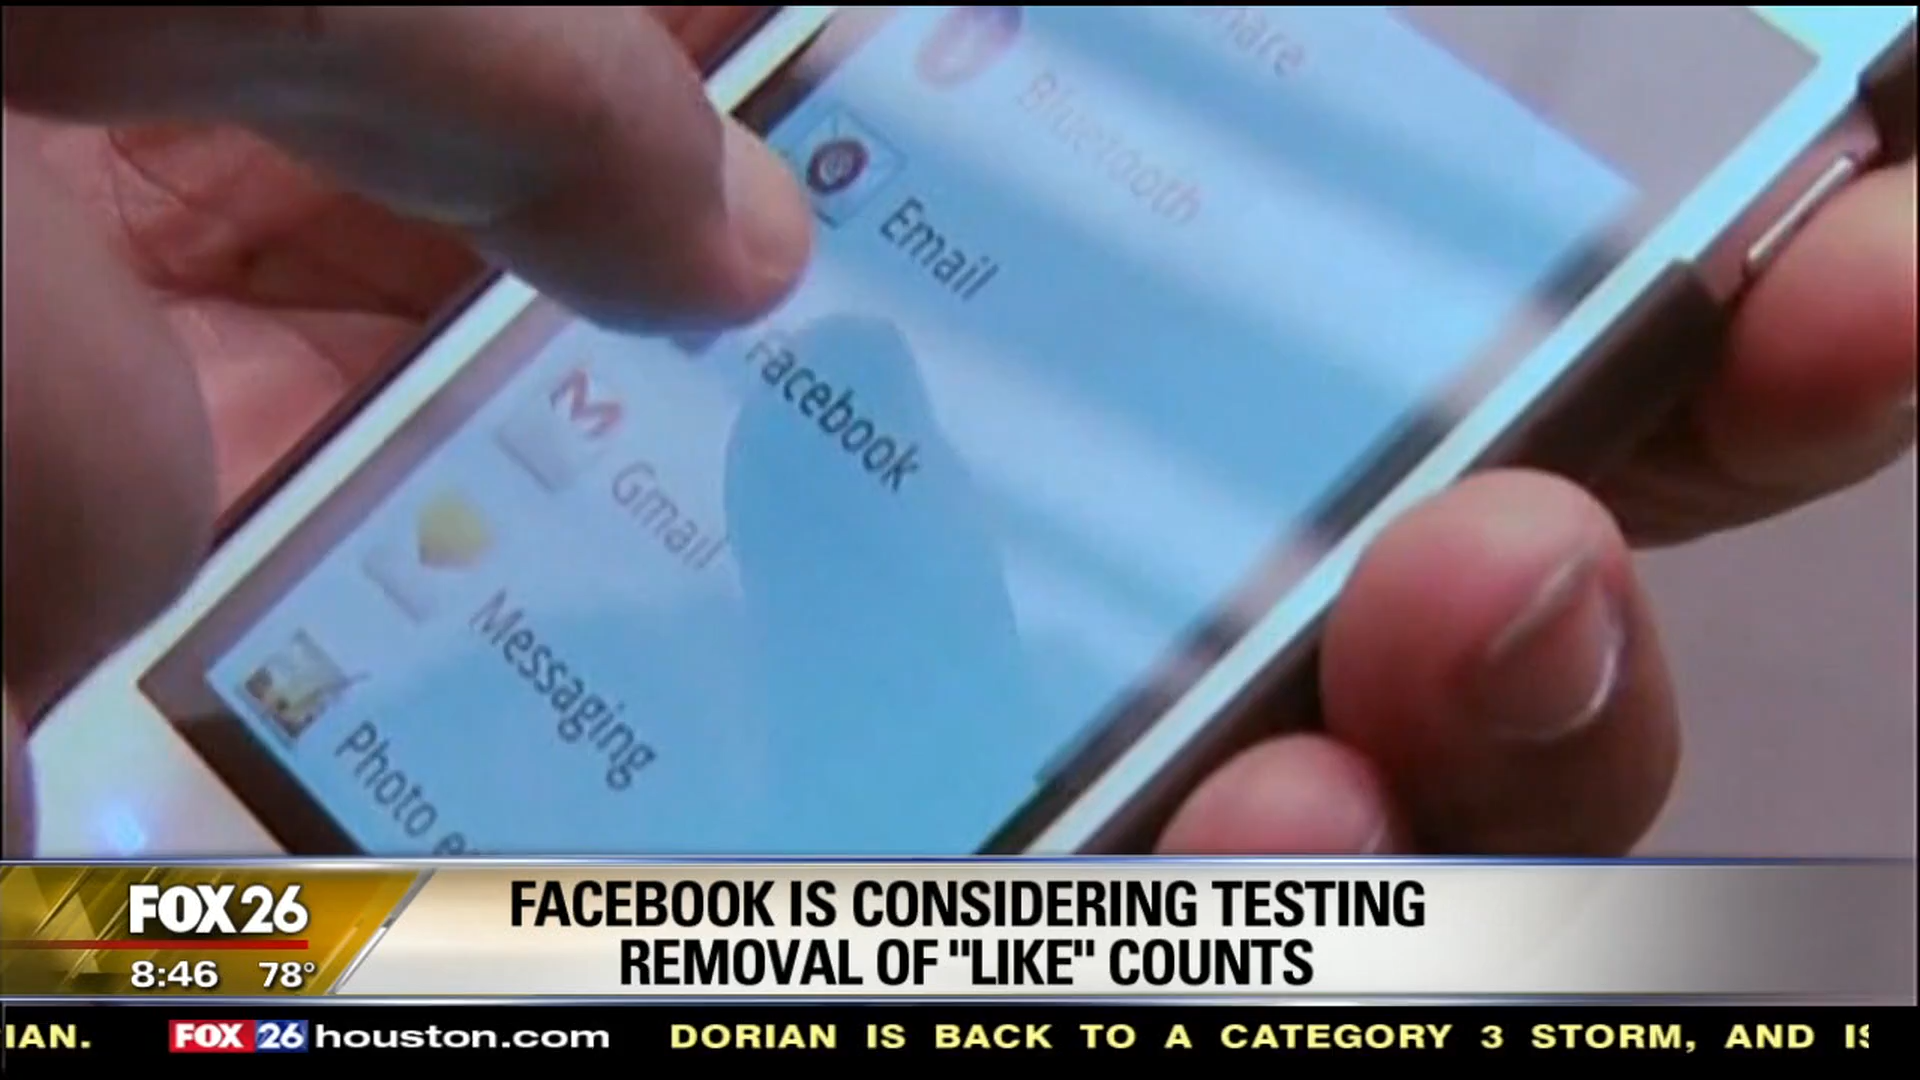 Bluetooth
Email
Facebook
Gmail
Messaging
Photo
FACEBOOK IS CONSIDERING TESTING
REMOVAL OF "LIKE" COUNTS
FOX 26
8:46 78°
IAN. FOX 26 houston.com DORIAN IS BACK TO A CATEGORY 3 STORM, AND IS